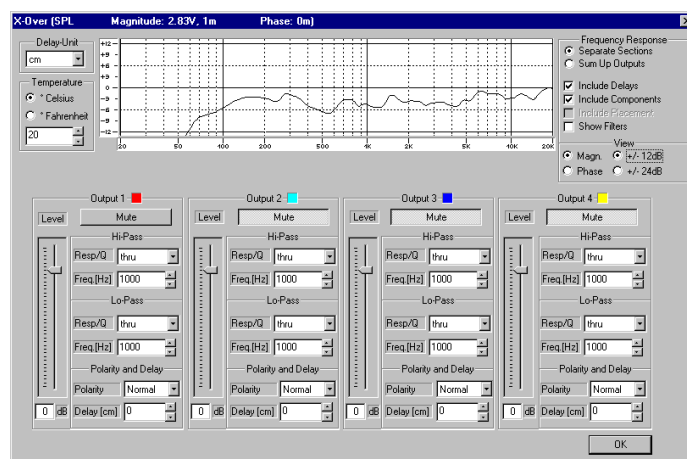 X-Over (SPL Magnitude: 2.83V, 1m Phase: 0m)
Delay-Unit
cm
Temperature
° Celsius
° Fahrenheit
20
+12
+9
+6
+3
0
-3
-6
-9
-12
20 50 100 200 500 1K 2K 4K 5K 10K 20K
Frequency Response
Separate Sections
Sum Up Outputs
Include Delays
Include Components
Include Placement
Show Filters
View
Magn. +/- 12dB
Phase +/- 24dB
Output 1 Output 2 Output 3 Output 4
Level Mute Level Mute Level Mute Level Mute
Hi-Pass Hi-Pass Hi-Pass Hi-Pass
Resp/Q thru Resp/Q thru Resp/Q thru Resp/Q thru
Freq.[Hz] 1000 Freq.[Hz] 1000 Freq.[Hz] 1000 Freq.[Hz] 1000
Lo-Pass Lo-Pass Lo-Pass Lo-Pass
Resp/Q thru Resp/Q thru Resp/Q thru Resp/Q thru
Freq.[Hz] 1000 Freq.[Hz] 1000 Freq.[Hz] 1000 Freq.[Hz] 1000
Polarity and Delay Polarity and Delay Polarity and Delay Polarity and Delay
Polarity Normal Polarity Normal Polarity Normal Polarity Normal
0 dB Delay [cm] 0 0 dB Delay [cm] 0 0 dB Delay [cm] 0 0 dB Delay [cm] 0
OK